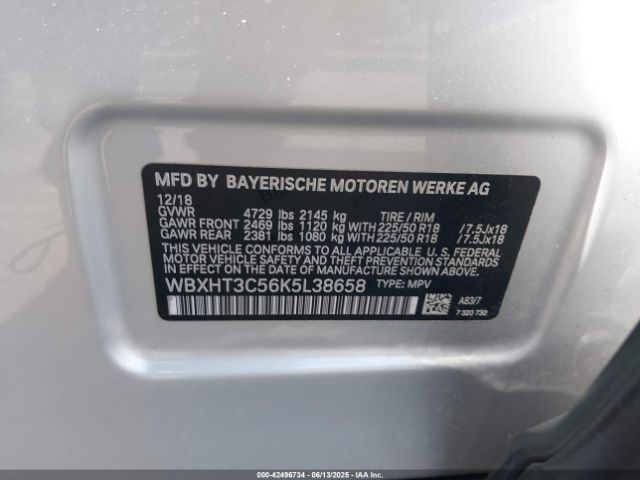 MFD BY BAYERISCHE MOTOREN WERKE AG
12/18
GVWR 4729 lbs 2145 kg TIRE / RIM
GAWR FRONT 2469 lbs 1120 kg WITH 225/50 R18 /7.5Jx18
GAWR REAR 2381 lbs 1080 kg WITH 225/50 R18 /7.5Jx18
THIS VEHICLE CONFORMS TO ALL APPLICABLE U.S. FEDERAL
MOTOR VEHICLE SAFETY, BUMPER, AND THEFT PREVENTION
STANDARDS IN EFFECT ON THE DATE OF MANUFACTURE SHOWN ABOVE.
WBXHT3C56K5L38658 TYPE: MPV
A83/7
7 320 730
000-42496734 - 06/13/2025 - IAA, Inc.